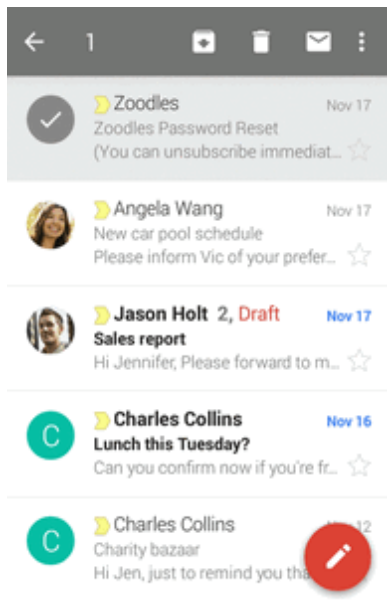 1
Zoodles Nov 17
Zoodles Password Reset
(You can unsubscribe immediat...
Angela Wang Nov 17
New car pool schedule
Please inform Vic of your prefer...
Jason Holt 2, Draft Nov 17
Sales report
Hi Jennifer, Please forward to m...
C
Charles Collins Nov 16
Lunch this Tuesday?
Can you confirm now if you're fr...
C
Charles Collins 12
Charity bazaar
Hi Jen, just to remind you